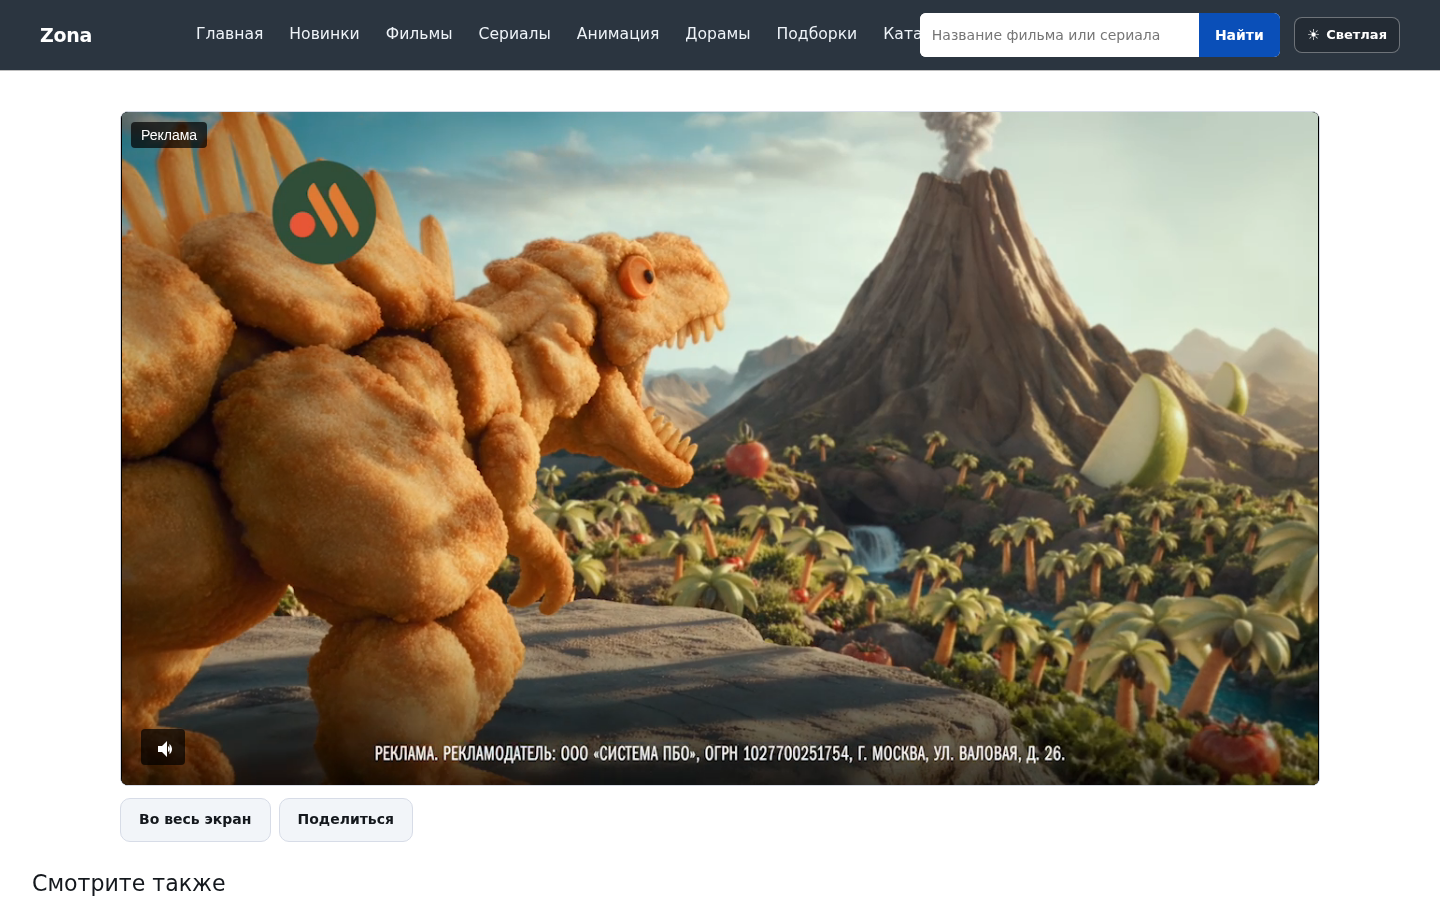 Zona
Главная Новинки Фильмы Сериалы Анимация Дорамы Подборки Ката
Название фильма или сериала
Найти
☀ Светлая
Реклама
РЕКЛАМА. РЕКЛАМОДАТЕЛЬ: ООО «СИСТЕМА ПБО», ОГРН 1027700251754, Г. МОСКВА, УЛ. ВАЛОВАЯ, Д. 26.
Во весь экран
Поделиться
Смотрите также